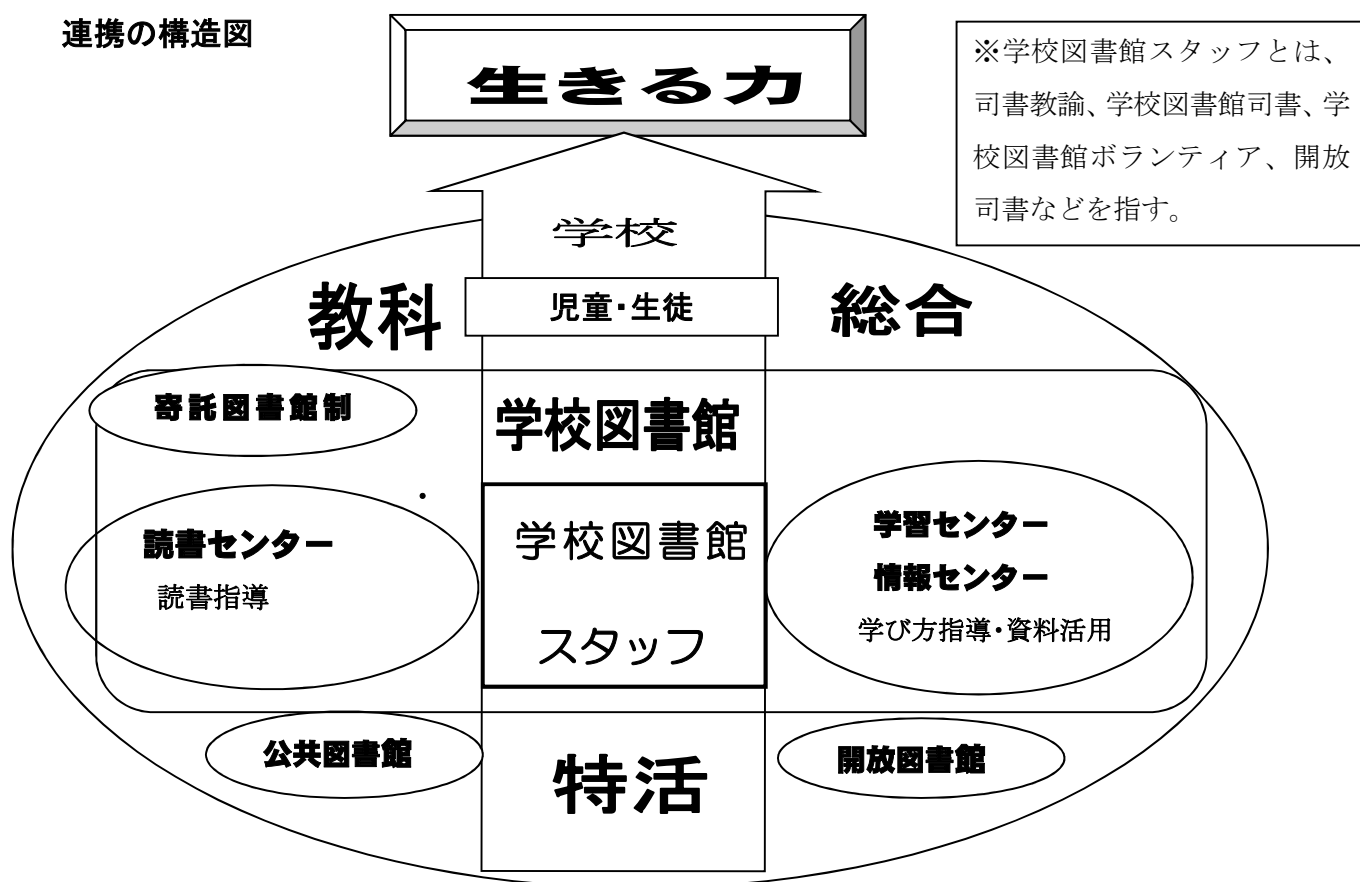 連携の構造図
生きる力
※学校図書館スタッフとは、
司書教諭、学校図書館司書、学
校図書館ボランティア、開放
司書などを指す。
学校
教科
児童・生徒
総合
寄託図書館制
学校図書館
読書センター
読書指導
学校図書館
スタッフ
学習センター
情報センター
学び方指導・資料活用
公共図書館
特活
開放図書館